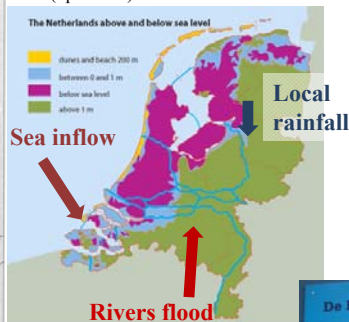 The Netherlands above and below sea level
dunes and beach 200 m
between 0 and 1 m
below sea level
above 1 m
Local
rainfall
Sea inflow
Rivers flood
De